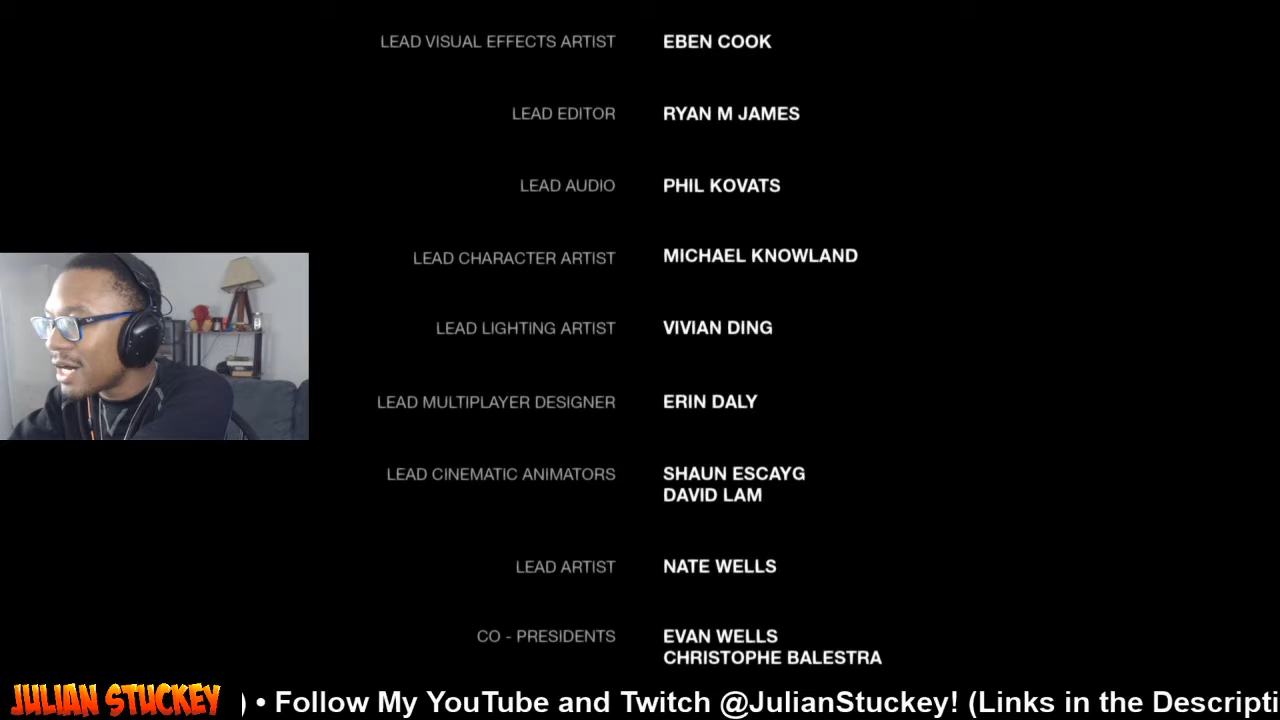 LEAD VISUAL EFFECTS ARTIST EBEN COOK
LEAD EDITOR RYAN M JAMES
LEAD AUDIO PHIL KOVATS
LEAD CHARACTER ARTIST MICHAEL KNOWLAND
LEAD LIGHTING ARTIST VIVIAN DING
LEAD MULTIPLAYER DESIGNER ERIN DALY
LEAD CINEMATIC ANIMATORS SHAUN ESCAYG
DAVID LAM
LEAD ARTIST NATE WELLS
CO - PRESIDENTS EVAN WELLS
CHRISTOPHE BALESTRA
JULIAN STUCKEY ) • Follow My YouTube and Twitch @JulianStuckey! (Links in the Descripti